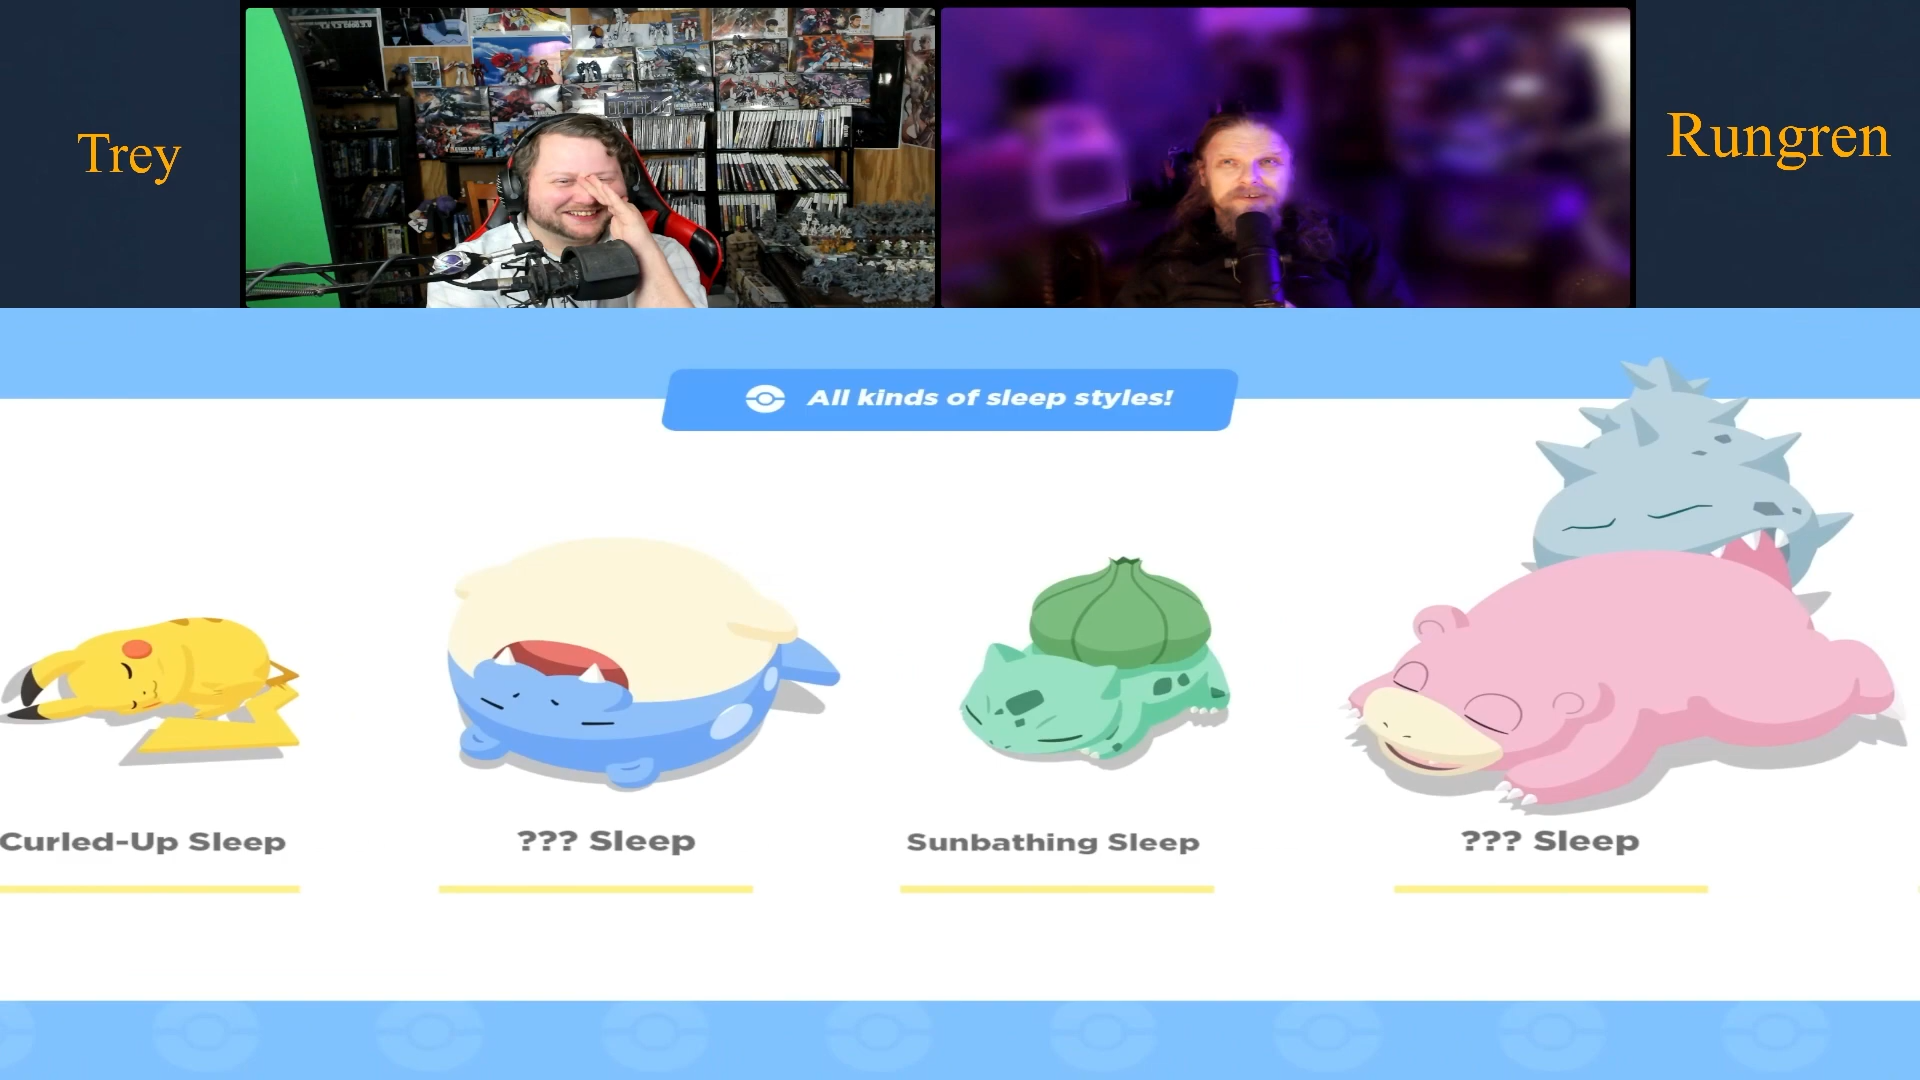 Trey
Rungren
All kinds of sleep styles!
Curled-Up Sleep
??? Sleep
Sunbathing Sleep
??? Sleep